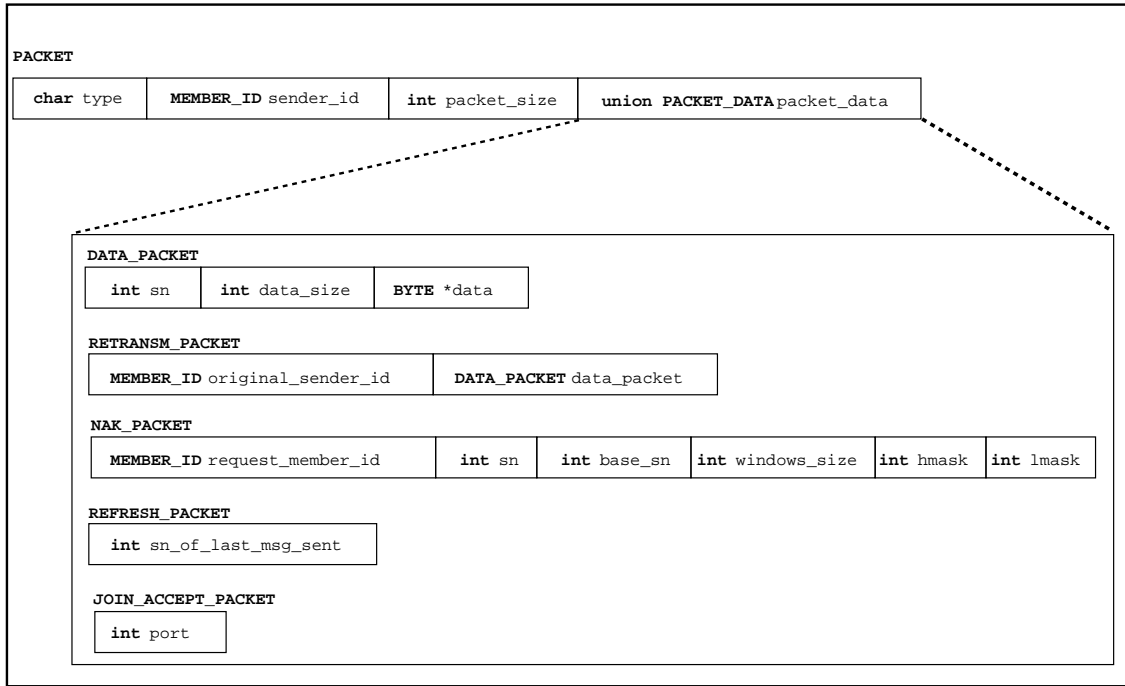 PACKET
char type MEMBER_ID sender_id int packet_size union PACKET_DATA packet_data
DATA_PACKET
int sn int data_size BYTE *data
RETRANSM_PACKET
MEMBER_ID original_sender_id DATA_PACKET data_packet
NAK_PACKET
MEMBER_ID request_member_id int sn int base_sn int windows_size int hmask int lmask
REFRESH_PACKET
int sn_of_last_msg_sent
JOIN_ACCEPT_PACKET
int port